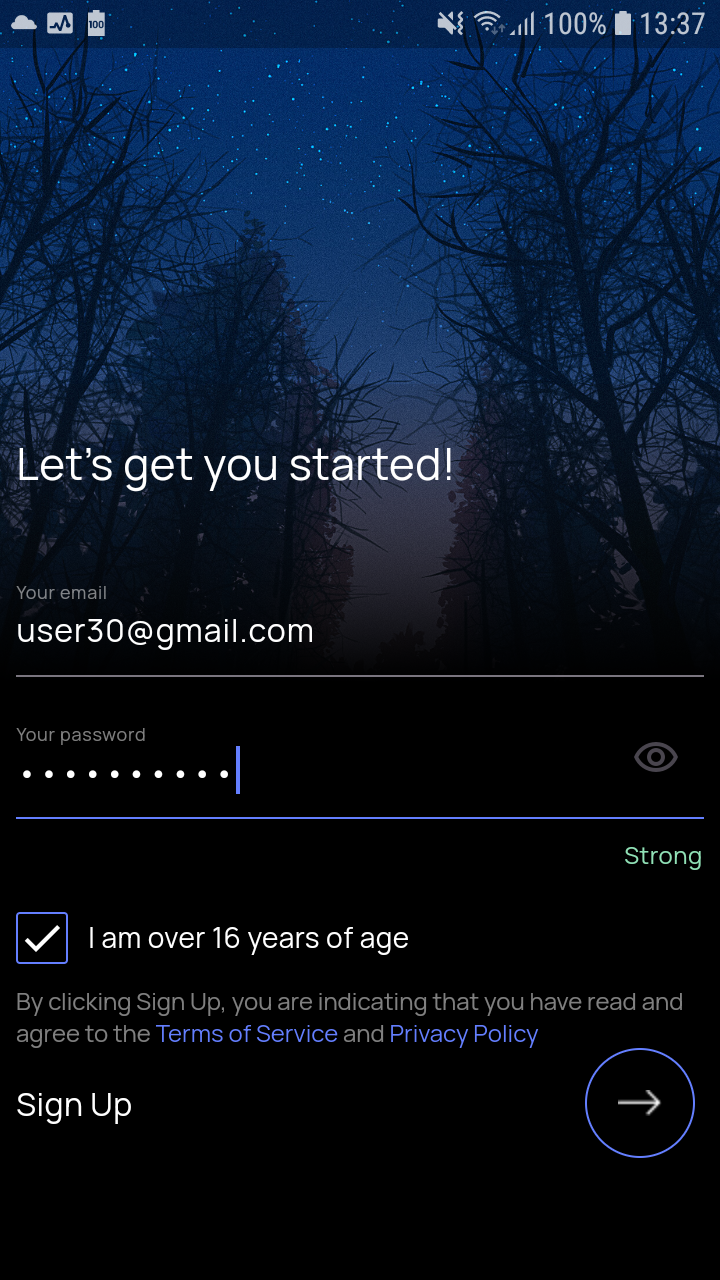 100 100% 13:37
Let's get you started!
Your email
user30@gmail.com
Your password
••••••••••
Strong
I am over 16 years of age
By clicking Sign Up, you are indicating that you have read and
agree to the Terms of Service and Privacy Policy
Sign Up